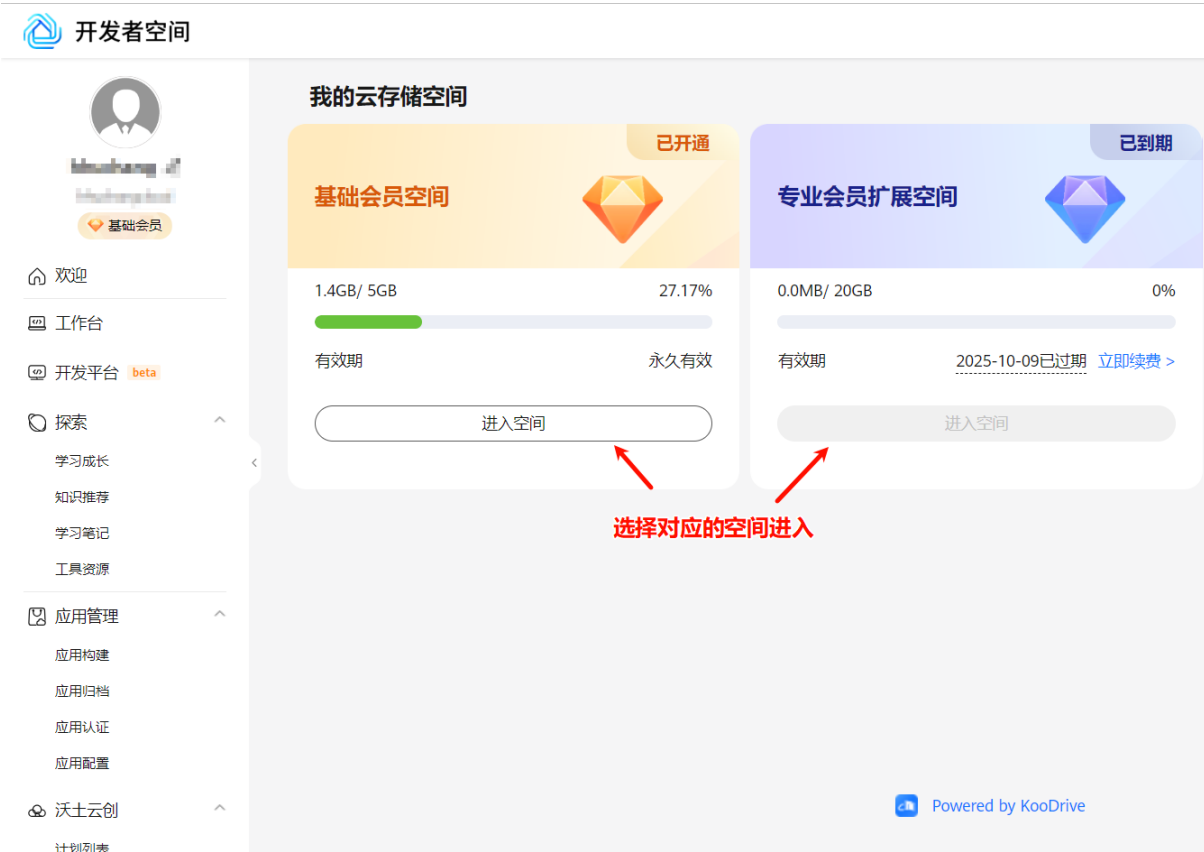 开发者空间
基础会员
欢迎
工作台
开发平台 beta
探索
学习成长
知识推荐
学习笔记
工具资源
应用管理
应用构建
应用归档
应用认证
应用配置
沃土云创
计划列表
我的云存储空间
已开通
基础会员空间
1.4GB/ 5GB 27.17%
有效期 永久有效
进入空间
已到期
专业会员扩展空间
0.0MB/ 20GB 0%
有效期 2025-10-09已过期 立即续费 >
进入空间
选择对应的空间进入
Powered by KooDrive